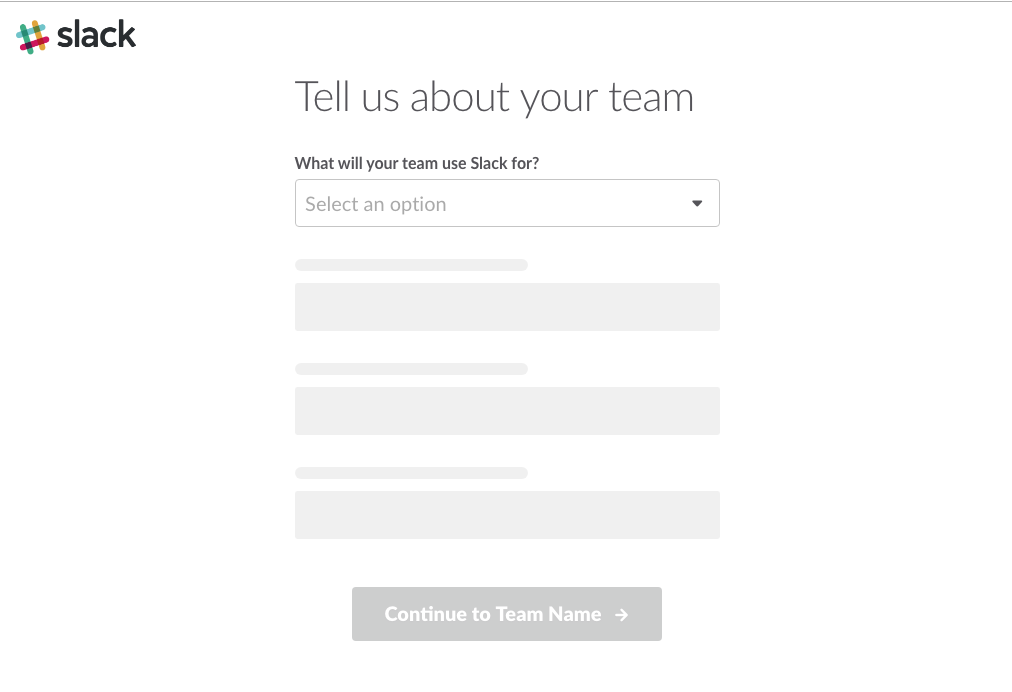 slack
Tell us about your team
What will your team use Slack for?
Select an option
Continue to Team Name →